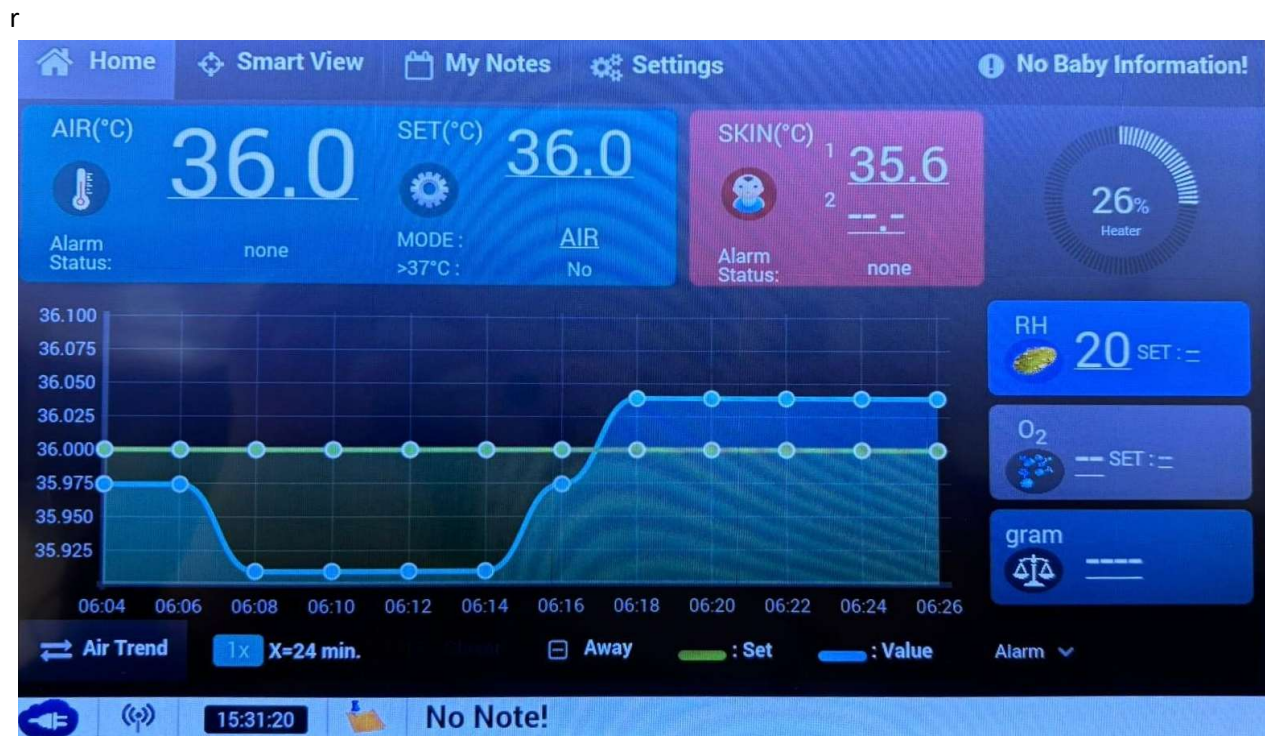 r
Home Smart View My Notes Settings No Baby Information!
AIR(°C) 36.0 SET(°C) 36.0 SKIN(°C) 1 35.6
2 --.-
26%
Heater
Alarm Status: none MODE : AIR
>37°C : No
Alarm Status: none
RH 20 SET : –
O2 -- SET : –
gram ----
36.100
36.075
36.050
36.025
36.000
35.975
35.950
35.925
06:04 06:06 06:08 06:10 06:12 06:14 06:16 06:18 06:20 06:22 06:24 06:26
Air Trend 1x X=24 min. Away : Set : Value Alarm
15:31:20 No Note!